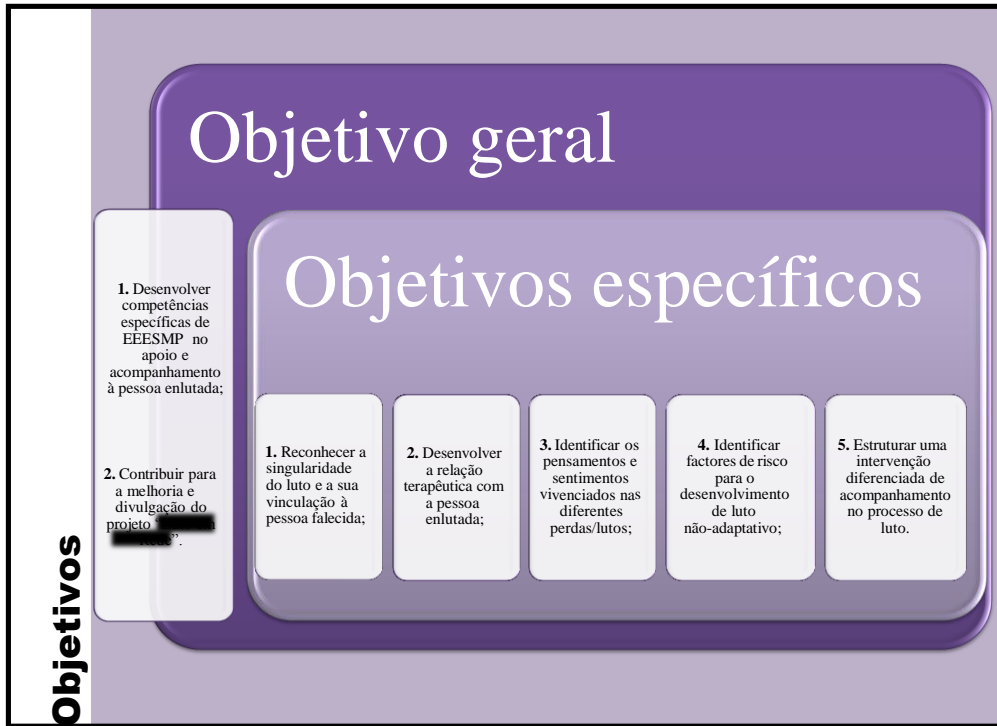 Objetivos
Objetivo geral
1. Desenvolver
competências
específicas de
EEESMP no
apoio e
acompanhamento
à pessoa enlutada;
2. Contribuir para
a melhoria e
divulgação do
projeto “
”.
Objetivos específicos
1. Reconhecer a
singularidade
do luto e a sua
vinculação à
pessoa falecida;
2. Desenvolver
a relação
terapêutica com
a pessoa
enlutada;
3. Identificar os
pensamentos e
sentimentos
vivenciados nas
diferentes
perdas/lutos;
4. Identificar
factores de risco
para o
desenvolvimento
de luto
não-adaptativo;
5. Estruturar uma
intervenção
diferenciada de
acompanhamento
no processo de
luto.